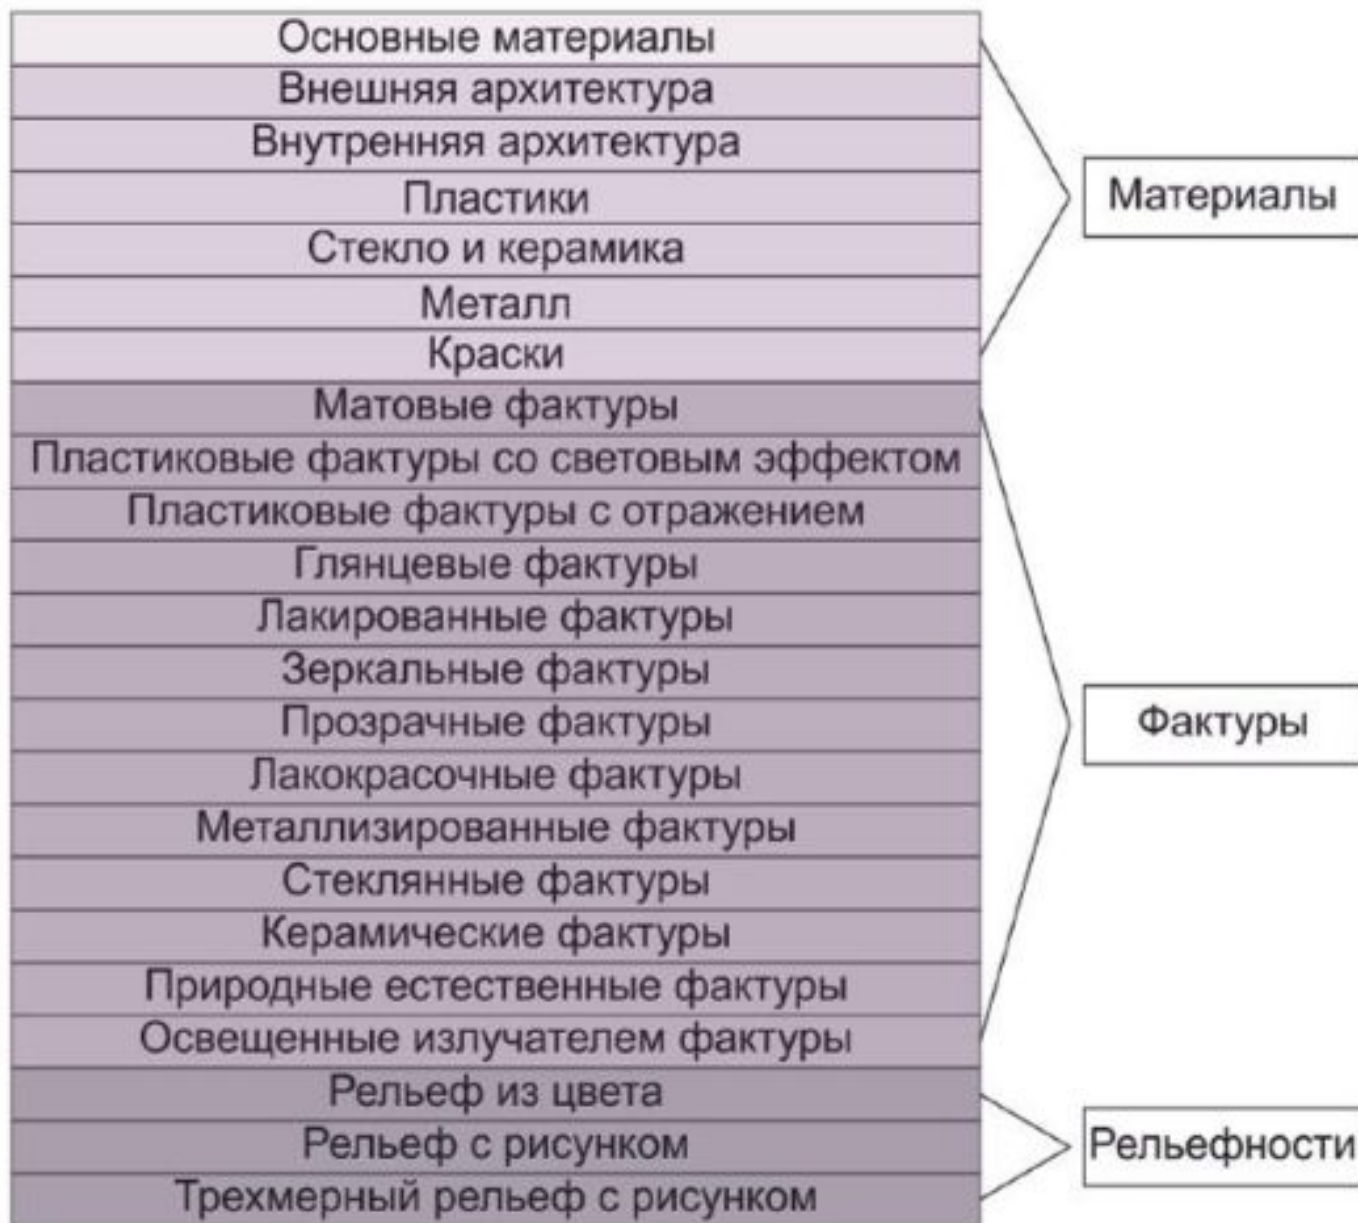 Основные материалы
Внешняя архитектура
Внутренняя архитектура
Пластики
Стекло и керамика
Металл
Краски
Материалы
Матовые фактуры
Пластиковые фактуры со световым эффектом
Пластиковые фактуры с отражением
Глянцевые фактуры
Лакированные фактуры
Зеркальные фактуры
Прозрачные фактуры
Лакокрасочные фактуры
Металлизированные фактуры
Стеклянные фактуры
Керамические фактуры
Природные естественные фактуры
Освещенные излучателем фактуры
Фактуры
Рельеф из цвета
Рельеф с рисунком
Трехмерный рельеф с рисунком
Рельефности